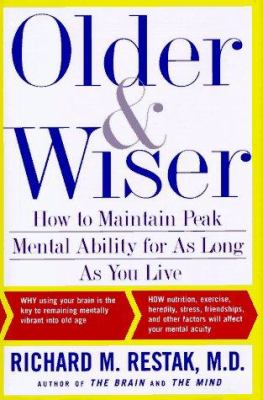 Older
&
Wiser
How to Maintain Peak
Mental Ability for As Long
As You Live
WHY using your brain is the
key to remaining mentally
vibrant into old age
HOW nutrition, exercise,
heredity, stress, friendships,
and other factors will affect
your mental acuity
RICHARD M. RESTAK, M.D.
AUTHOR OF THE BRAIN AND THE MIND